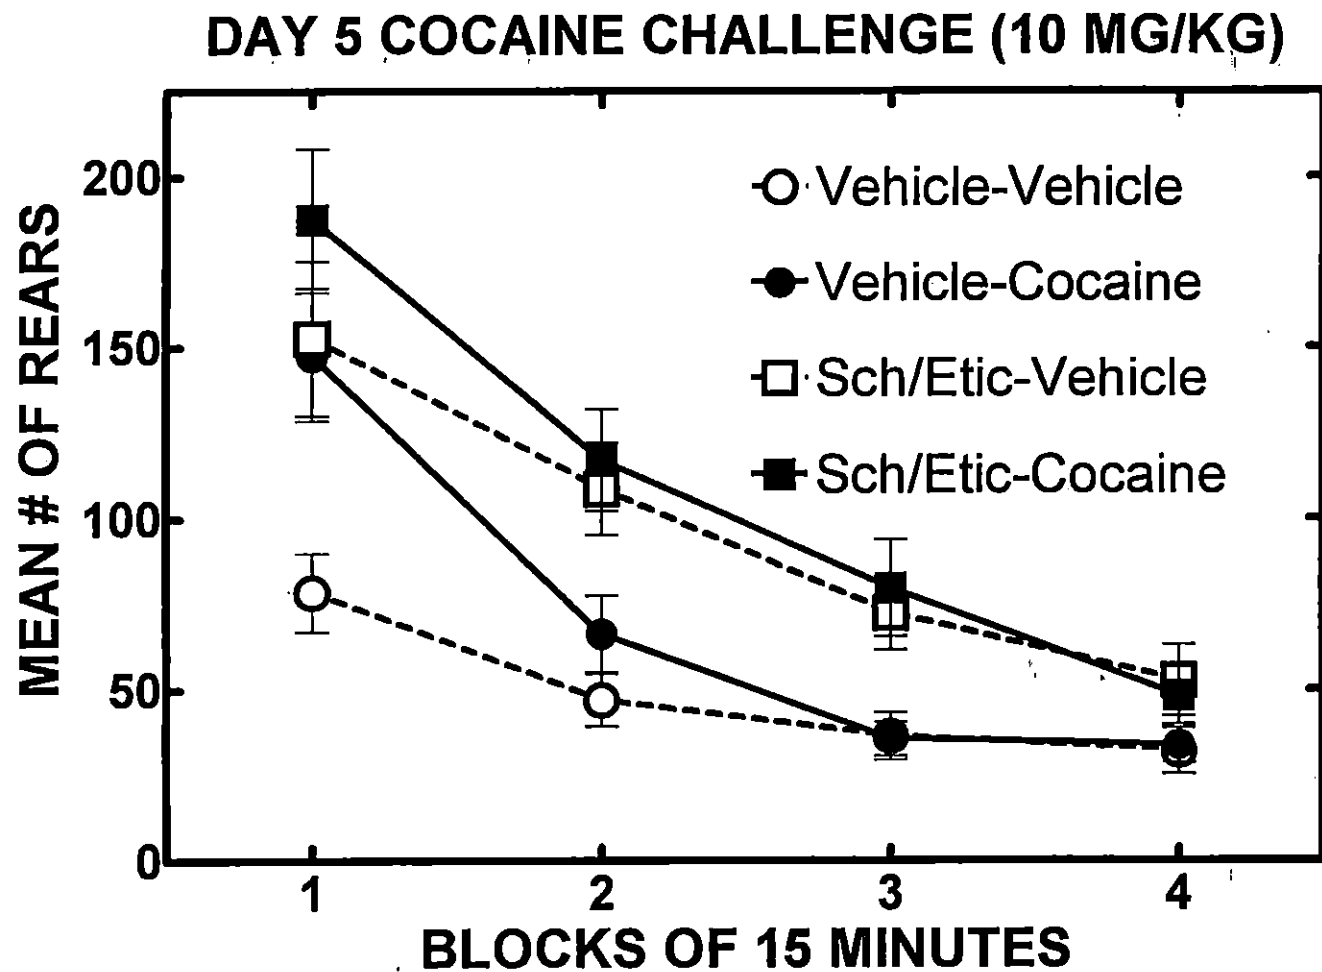 DAY 5 COCAINE CHALLENGE (10 MG/KG)
200
150
100
50
0
MEAN # OF REARS
Vehicle-Vehicle
Vehicle-Cocaine
Sch/Etic-Vehicle
Sch/Etic-Cocaine
1 2 3 4
BLOCKS OF 15 MINUTES